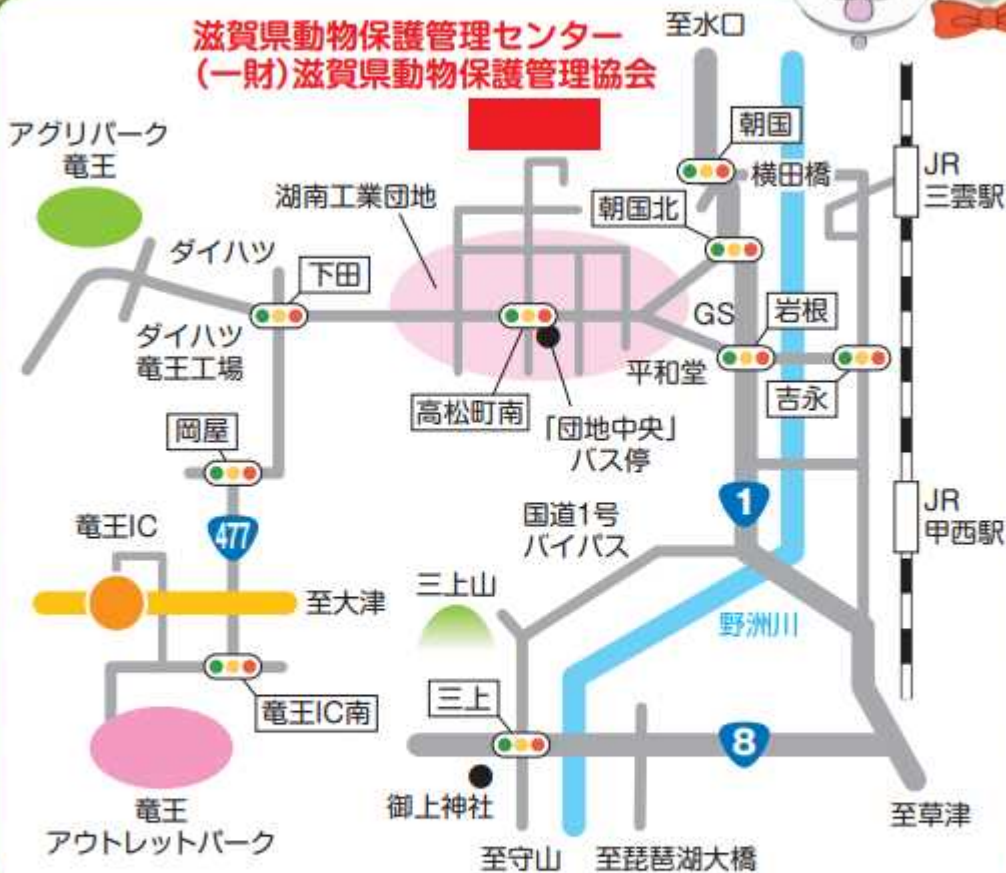 滋賀県動物保護管理センター
(一財)滋賀県動物保護管理協会
至水口
アグリパーク
竜王
湖南工業団地
朝国
横田橋
JR
三雲駅
朝国北
ダイハツ
下田
GS
岩根
ダイハツ
竜王工場
平和堂
高松町南
吉永
「団地中央」
バス停
岡屋
竜王IC
477
国道1号
バイパス
1
JR
甲西駅
至大津
三上山
野洲川
竜王IC南
三上
8
御上神社
竜王
アウトレットパーク
至守山
至琵琶湖大橋
至草津